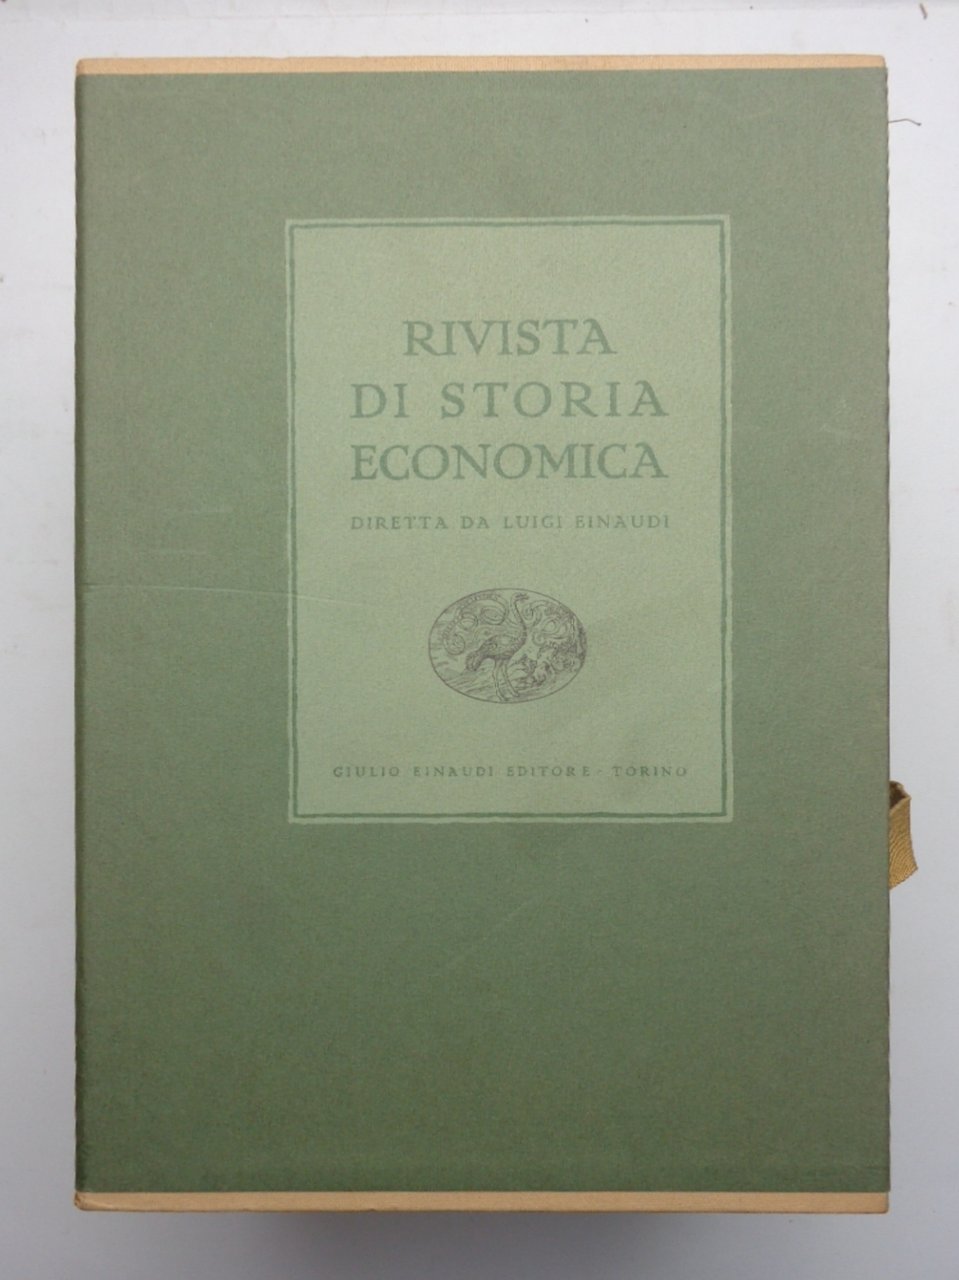 RIVISTA
DI STORIA
ECONOMICA
DIRETTA DA LUIGI EINAUDI
GIULIO EINAUDI EDITORE - TORINO